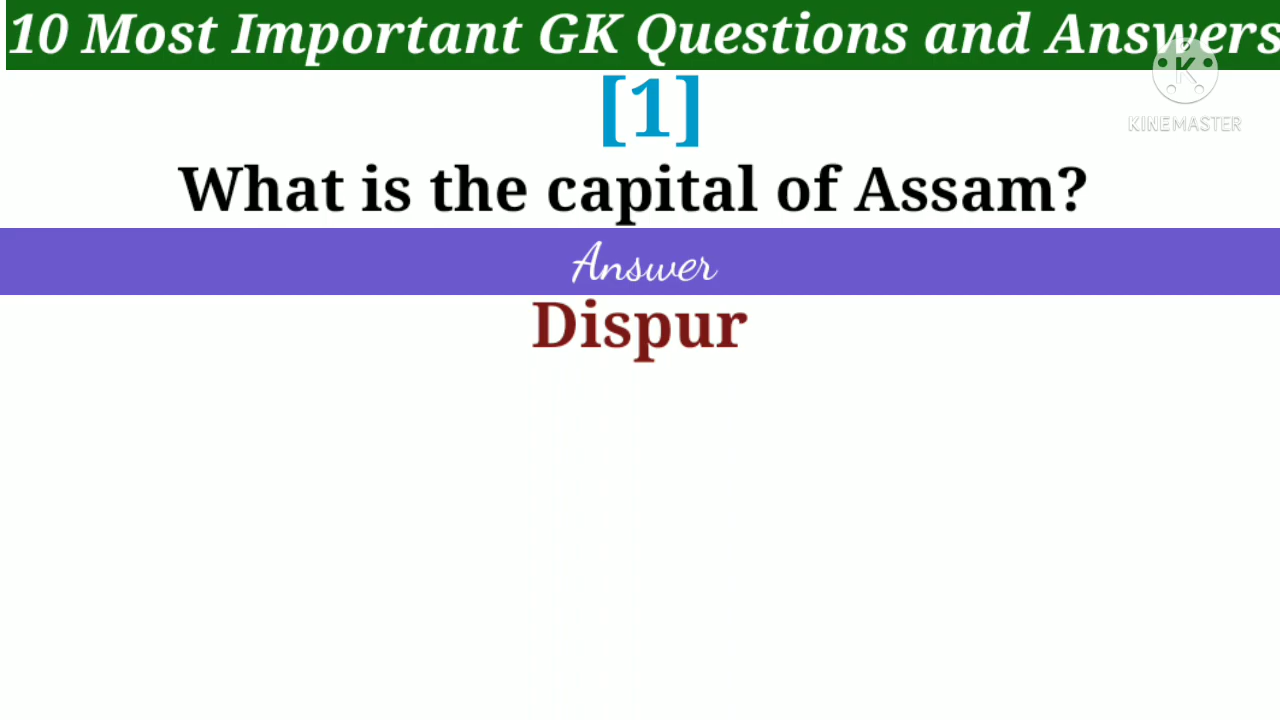 10 Most Important GK Questions and Answers
K
KINEMASTER
[1]
What is the capital of Assam?
Answer
Dispur